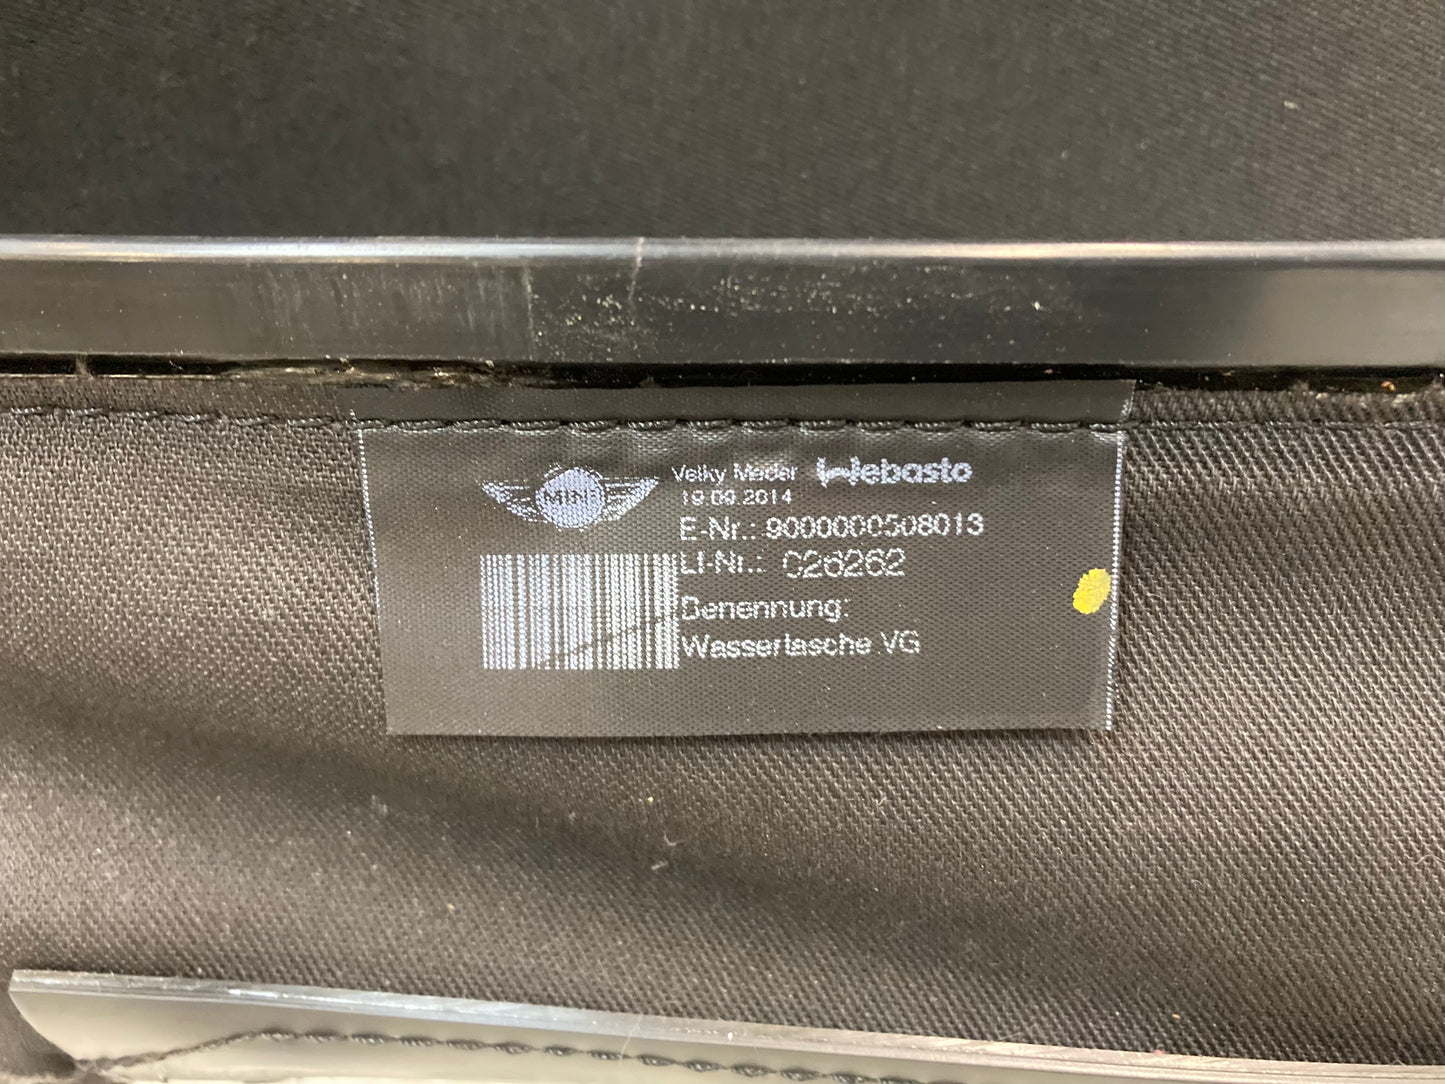 MINI
Velky Meder Webasto
19.09.2014
E-Nr.: 9000000508013
LI-Nr.: 026262
Benennung:
Wassertasche VG